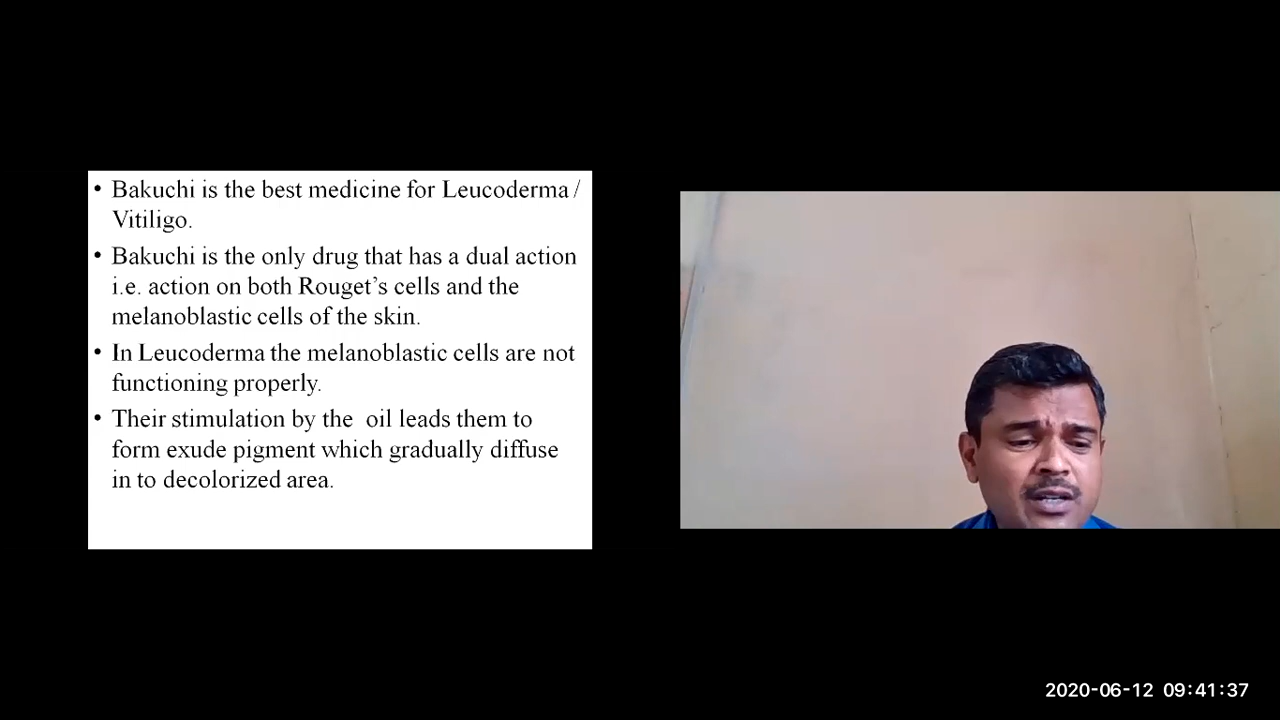 • Bakuchi is the best medicine for Leucoderma /
Vitiligo.
• Bakuchi is the only drug that has a dual action
i.e. action on both Rouget’s cells and the
melanoblastic cells of the skin.
• In Leucoderma the melanoblastic cells are not
functioning properly.
• Their stimulation by the  oil leads them to
form exude pigment which gradually diffuse
in to decolorized area.
2020-06-12 09:41:37